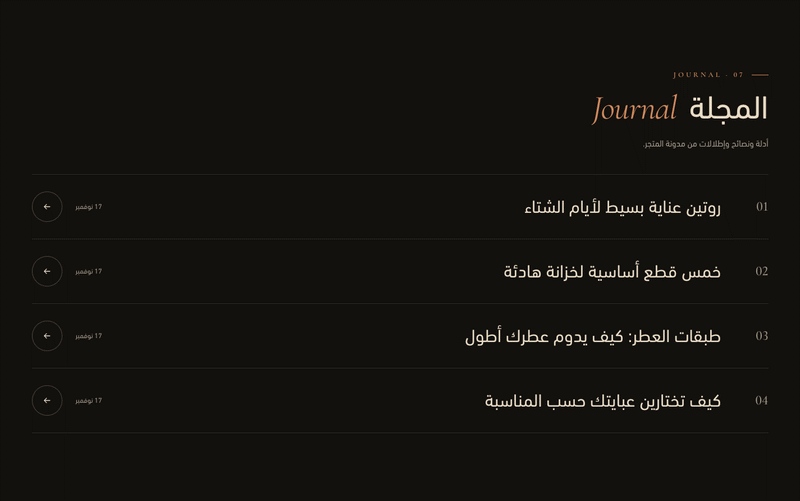 JOURNAL - 07
المجلة Journal
أدلة ونصائح وإطلالات من مدونة المتجر.
01 روتين عناية بسيط لأيام الشتاء 17 نوفمبر
02 خمس قطع أساسية لخزانة هادئة 17 نوفمبر
03 طبقات العطر: كيف يدوم عطرك أطول 17 نوفمبر
04 كيف تختارين عبايتك حسب المناسبة 17 نوفمبر